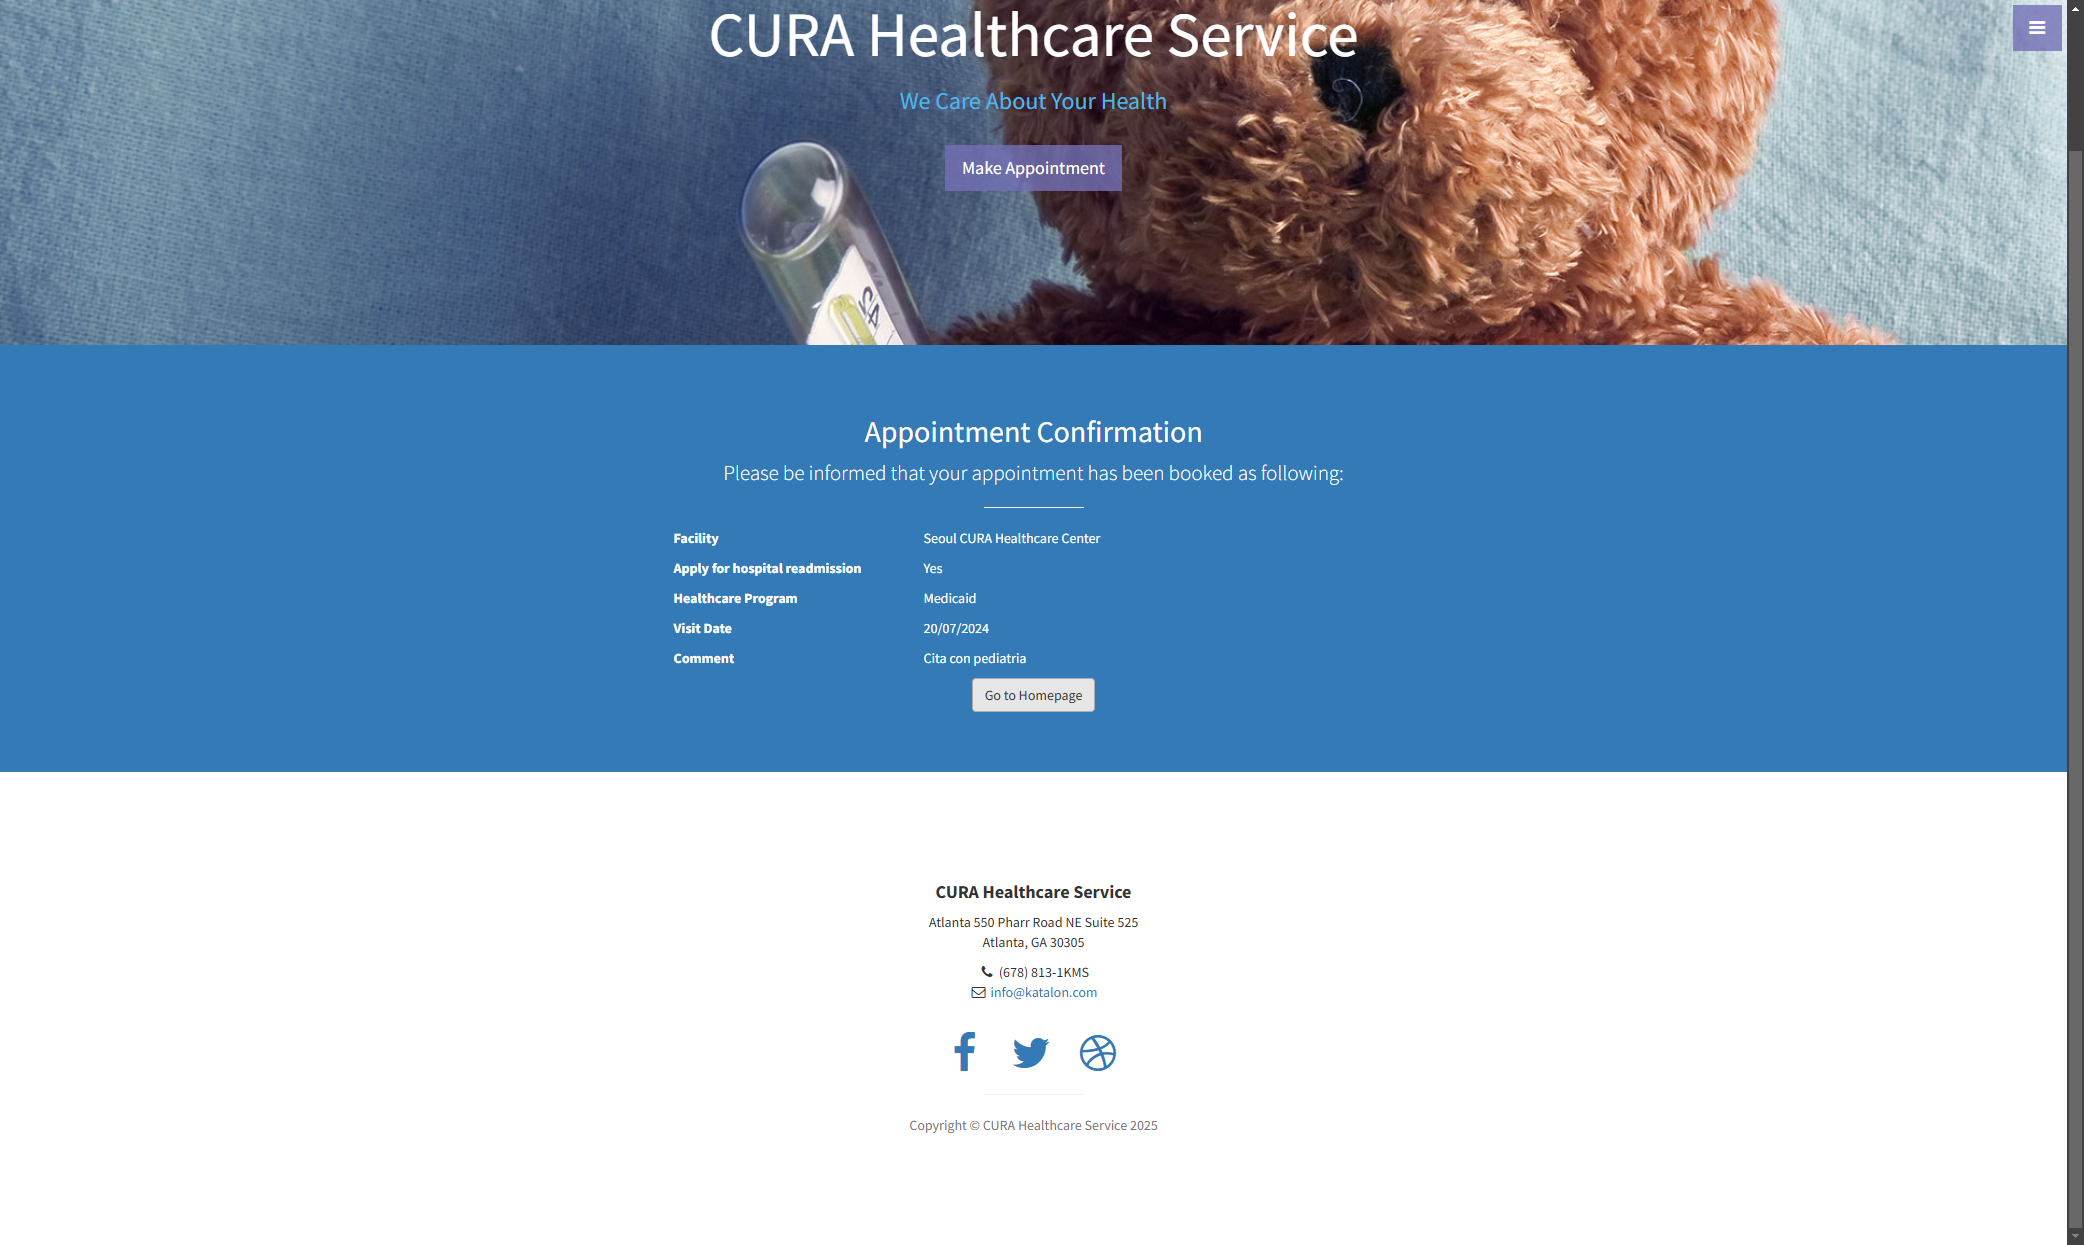 CURA Healthcare Service
We Care About Your Health
Make Appointment
Appointment Confirmation
Please be informed that your appointment has been booked as following:
Facility Seoul CURA Healthcare Center
Apply for hospital readmission Yes
Healthcare Program Medicaid
Visit Date 20/07/2024
Comment Cita con pediatria
Go to Homepage
CURA Healthcare Service
Atlanta 550 Pharr Road NE Suite 525
Atlanta, GA 30305
(678) 813-1KMS
info@katalon.com
Copyright © CURA Healthcare Service 2025